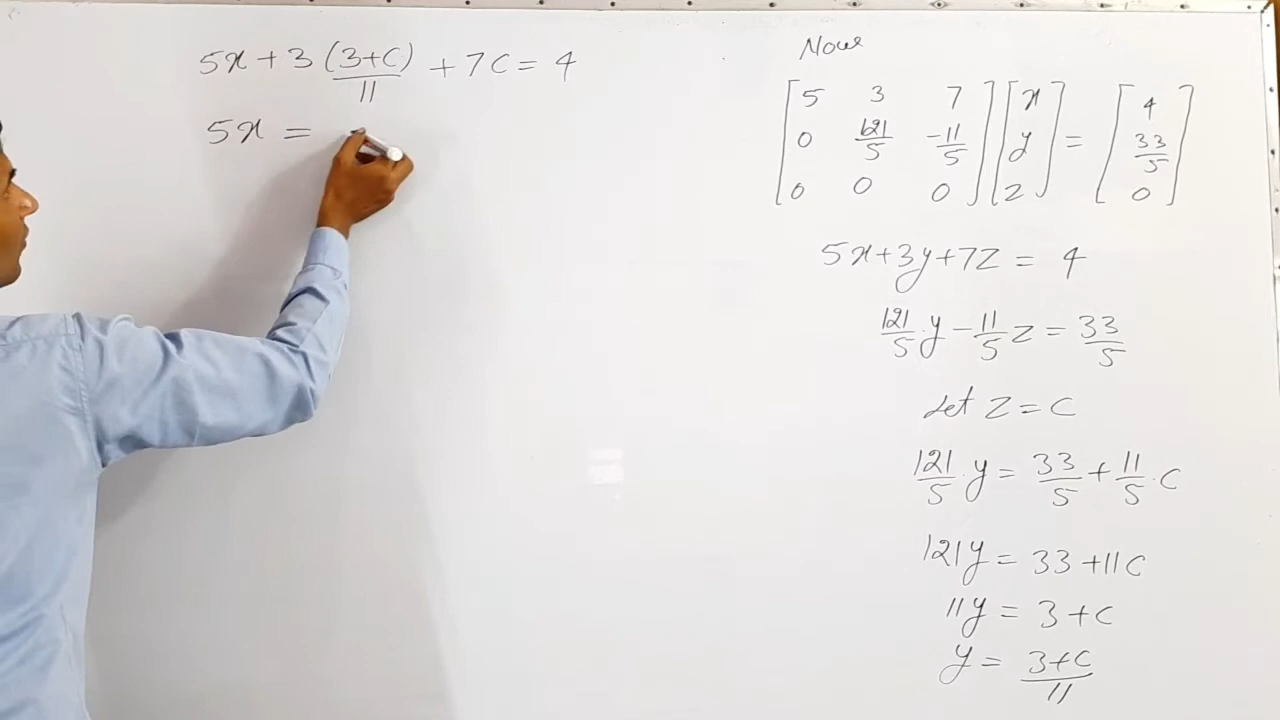 5x + 3 (3+C)/11 + 7C = 4
5x =
Now
[5 3 7; 0 121/5 -11/5; 0 0 0] [x; y; z] = [4; 33/5; 0]
5x+3y+7z = 4
121/5 y - 11/5 z = 33/5
Let z = C
121/5 . y = 33/5 + 11/5 . C
121y = 33 + 11C
11y = 3 + C
y = 3+C/11